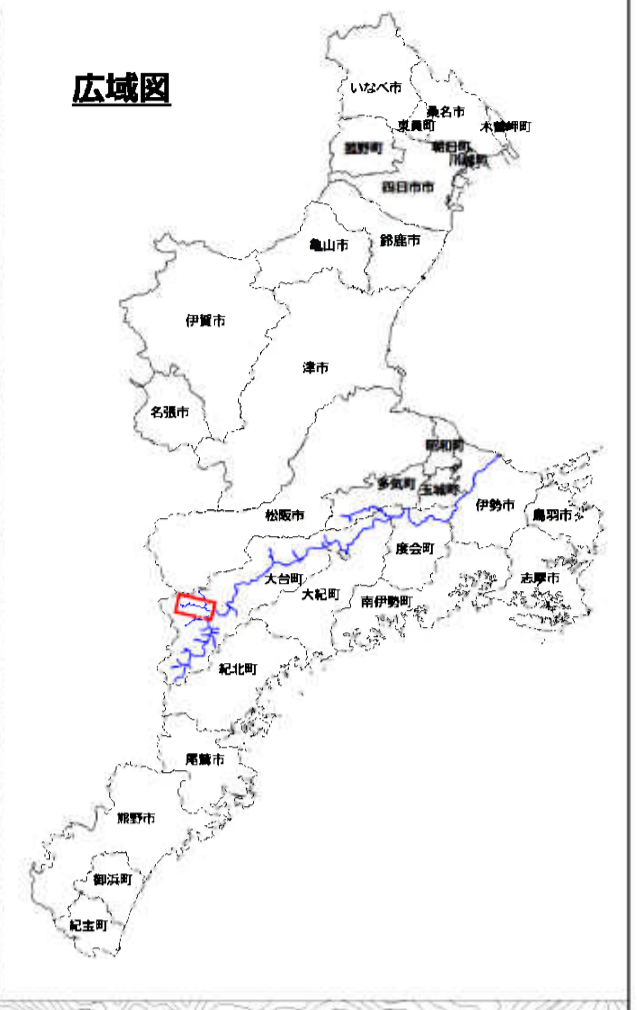 広域図
いなべ市
桑名市
東員町
木曽岬町
菰野町
朝日町
川越町
四日市市
亀山市
鈴鹿市
伊賀市
津市
名張市
明和町
多気町
玉城町
松阪市
伊勢市
鳥羽市
度会町
大台町
志摩市
大紀町
南伊勢町
紀北町
尾鷲市
熊野市
御浜町
紀宝町